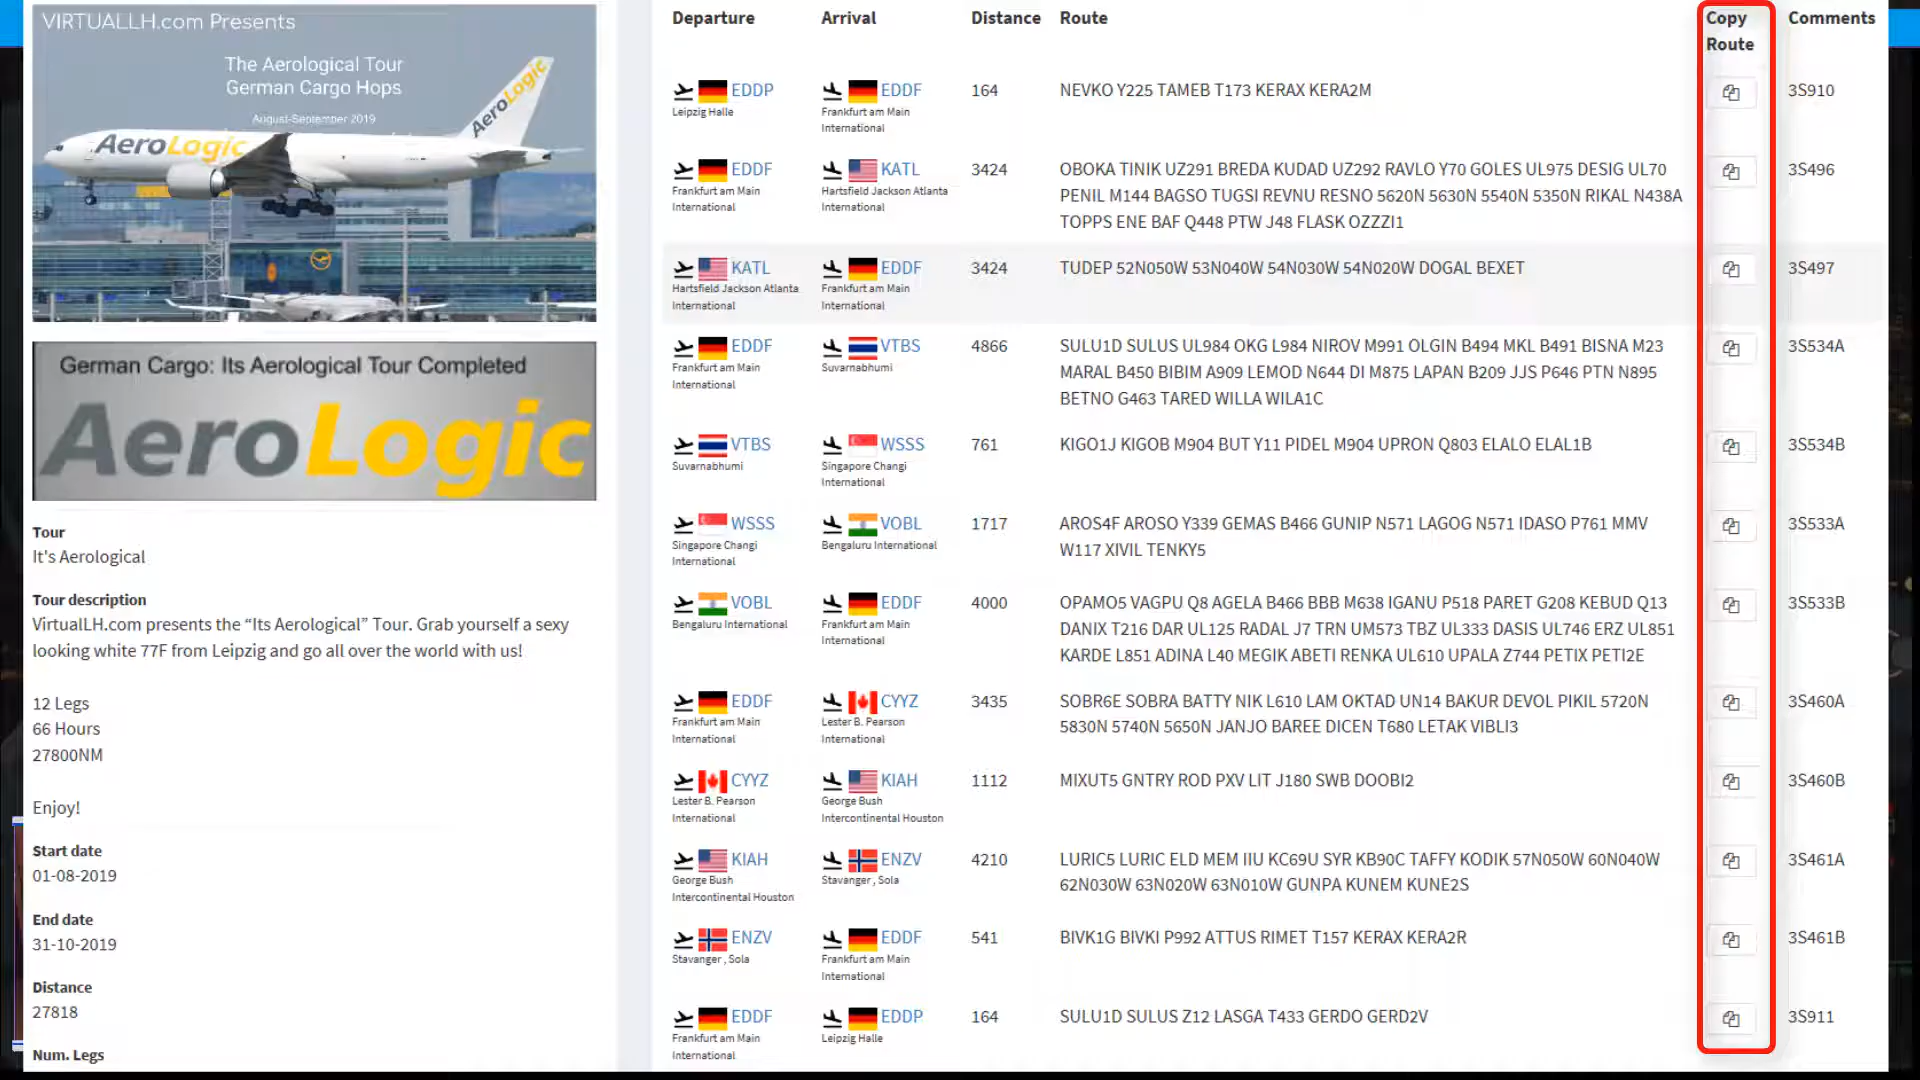 VIRTUALLH.com Presents
The Aerological Tour
German Cargo Hops
August-September 2019
AeroLogic
AeroLogic
German Cargo: Its Aerological Tour Completed
AeroLogic
Tour
It's Aerological
Tour description
VirtualLH.com presents the “Its Aerological” Tour. Grab yourself a sexy
looking white 77F from Leipzig and go all over the world with us!
12 Legs
66 Hours
27800NM
Enjoy!
Start date
01-08-2019
End date
31-10-2019
Distance
27818
Num. Legs
Departure Arrival Distance Route Copy Route Comments
EDDP EDDF 164 NEVKO Y225 TAMEB T173 KERAX KERA2M 3S910
Leipzig Halle Frankfurt am Main
International
EDDF KATL 3424 OBOKA TINIK UZ291 BREDA KUDAD UZ292 RAVLO Y70 GOLES UL975 DESIG UL70 3S496
Frankfurt am Main Hartsfield Jackson Atlanta PENIL M144 BAGSO TUGSI REVNU RESNO 5620N 5630N 5540N 5350N RIKAL N438A
International International TOPPS ENE BAF Q448 PTW J48 FLASK OZZZI1
KATL EDDF 3424 TUDEP 52N050W 53N040W 54N030W 54N020W DOGAL BEXET 3S497
Hartsfield Jackson Atlanta Frankfurt am Main
International International
EDDF VTBS 4866 SULU1D SULUS UL984 OKG L984 NIROV M991 OLGIN B494 MKL B491 BISNA M23 3S534A
Frankfurt am Main Suvarnabhumi MARAL B450 BIBIM A909 LEMOD N644 DI M875 LAPAN B209 JJS P646 PTN N895
International BETNO G463 TARED WILLA WILA1C
VTBS WSSS 761 KIGO1J KIGOB M904 BUT Y11 PIDEL M904 UPRON Q803 ELALO ELAL1B 3S534B
Suvarnabhumi Singapore Changi
International
WSSS VOBL 1717 AROS4F AROSO Y339 GEMAS B466 GUNIP N571 LAGOG N571 IDASO P761 MMV 3S533A
Singapore Changi Bengaluru International W117 XIVIL TENKY5
International
VOBL EDDF 4000 OPAMO5 VAGPU Q8 AGELA B466 BBB M638 IGANU P518 PARET G208 KEBUD Q13 3S533B
Bengaluru International Frankfurt am Main DANIX T216 DAR UL125 RADAL J7 TRN UM573 TBZ UL333 DASIS UL746 ERZ UL851
International KARDE L851 ADINA L40 MEGIK ABETI RENKA UL610 UPALA Z744 PETIX PETI2E
EDDF CYYZ 3435 SOBR6E SOBRA BATTY NIK L610 LAM OKTAD UN14 BAKUR DEVOL PIKIL 5720N 3S460A
Frankfurt am Main Lester B. Pearson 5830N 5740N 5650N JANJO BAREE DICEN T680 LETAK VIBLI3
International International
CYYZ KIAH 1112 MIXUT5 GNTRY ROD PXV LIT J180 SWB DOOBI2 3S460B
Lester B. Pearson George Bush
International Intercontinental Houston
KIAH ENZV 4210 LURIC5 LURIC ELD MEM IIU KC69U SYR KB90C TAFFY KODIK 57N050W 60N040W 3S461A
George Bush Stavanger , Sola 62N030W 63N020W 63N010W GUNPA KUNEM KUNE2S
Intercontinental Houston
ENZV EDDF 541 BIVK1G BIVKI P992 ATTUS RIMET T157 KERAX KERA2R 3S461B
Stavanger , Sola Frankfurt am Main
International
EDDF EDDP 164 SULU1D SULUS Z12 LASGA T433 GERDO GERD2V 3S911
Frankfurt am Main Leipzig Halle
International